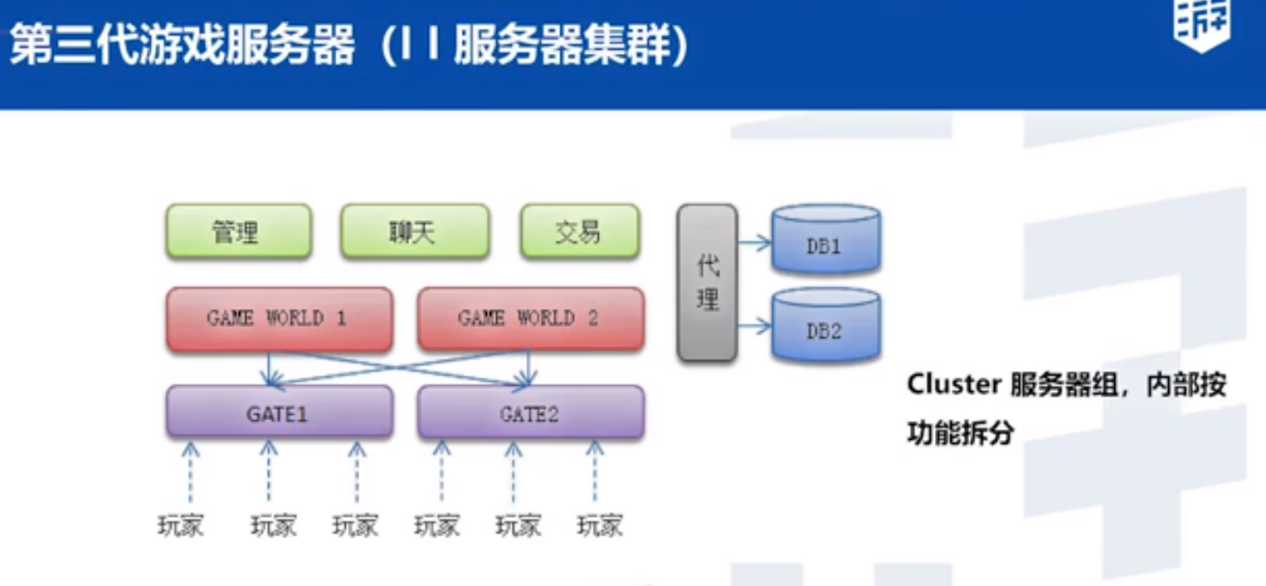 第三代游戏服务器（I I 服务器集群）
管理
聊天
交易
GAME WORLD 1
GAME WORLD 2
GATE1
GATE2
玩家
玩家
玩家
玩家
玩家
玩家
代
理
DB1
DB2
Cluster 服务器组，内部按
功能拆分